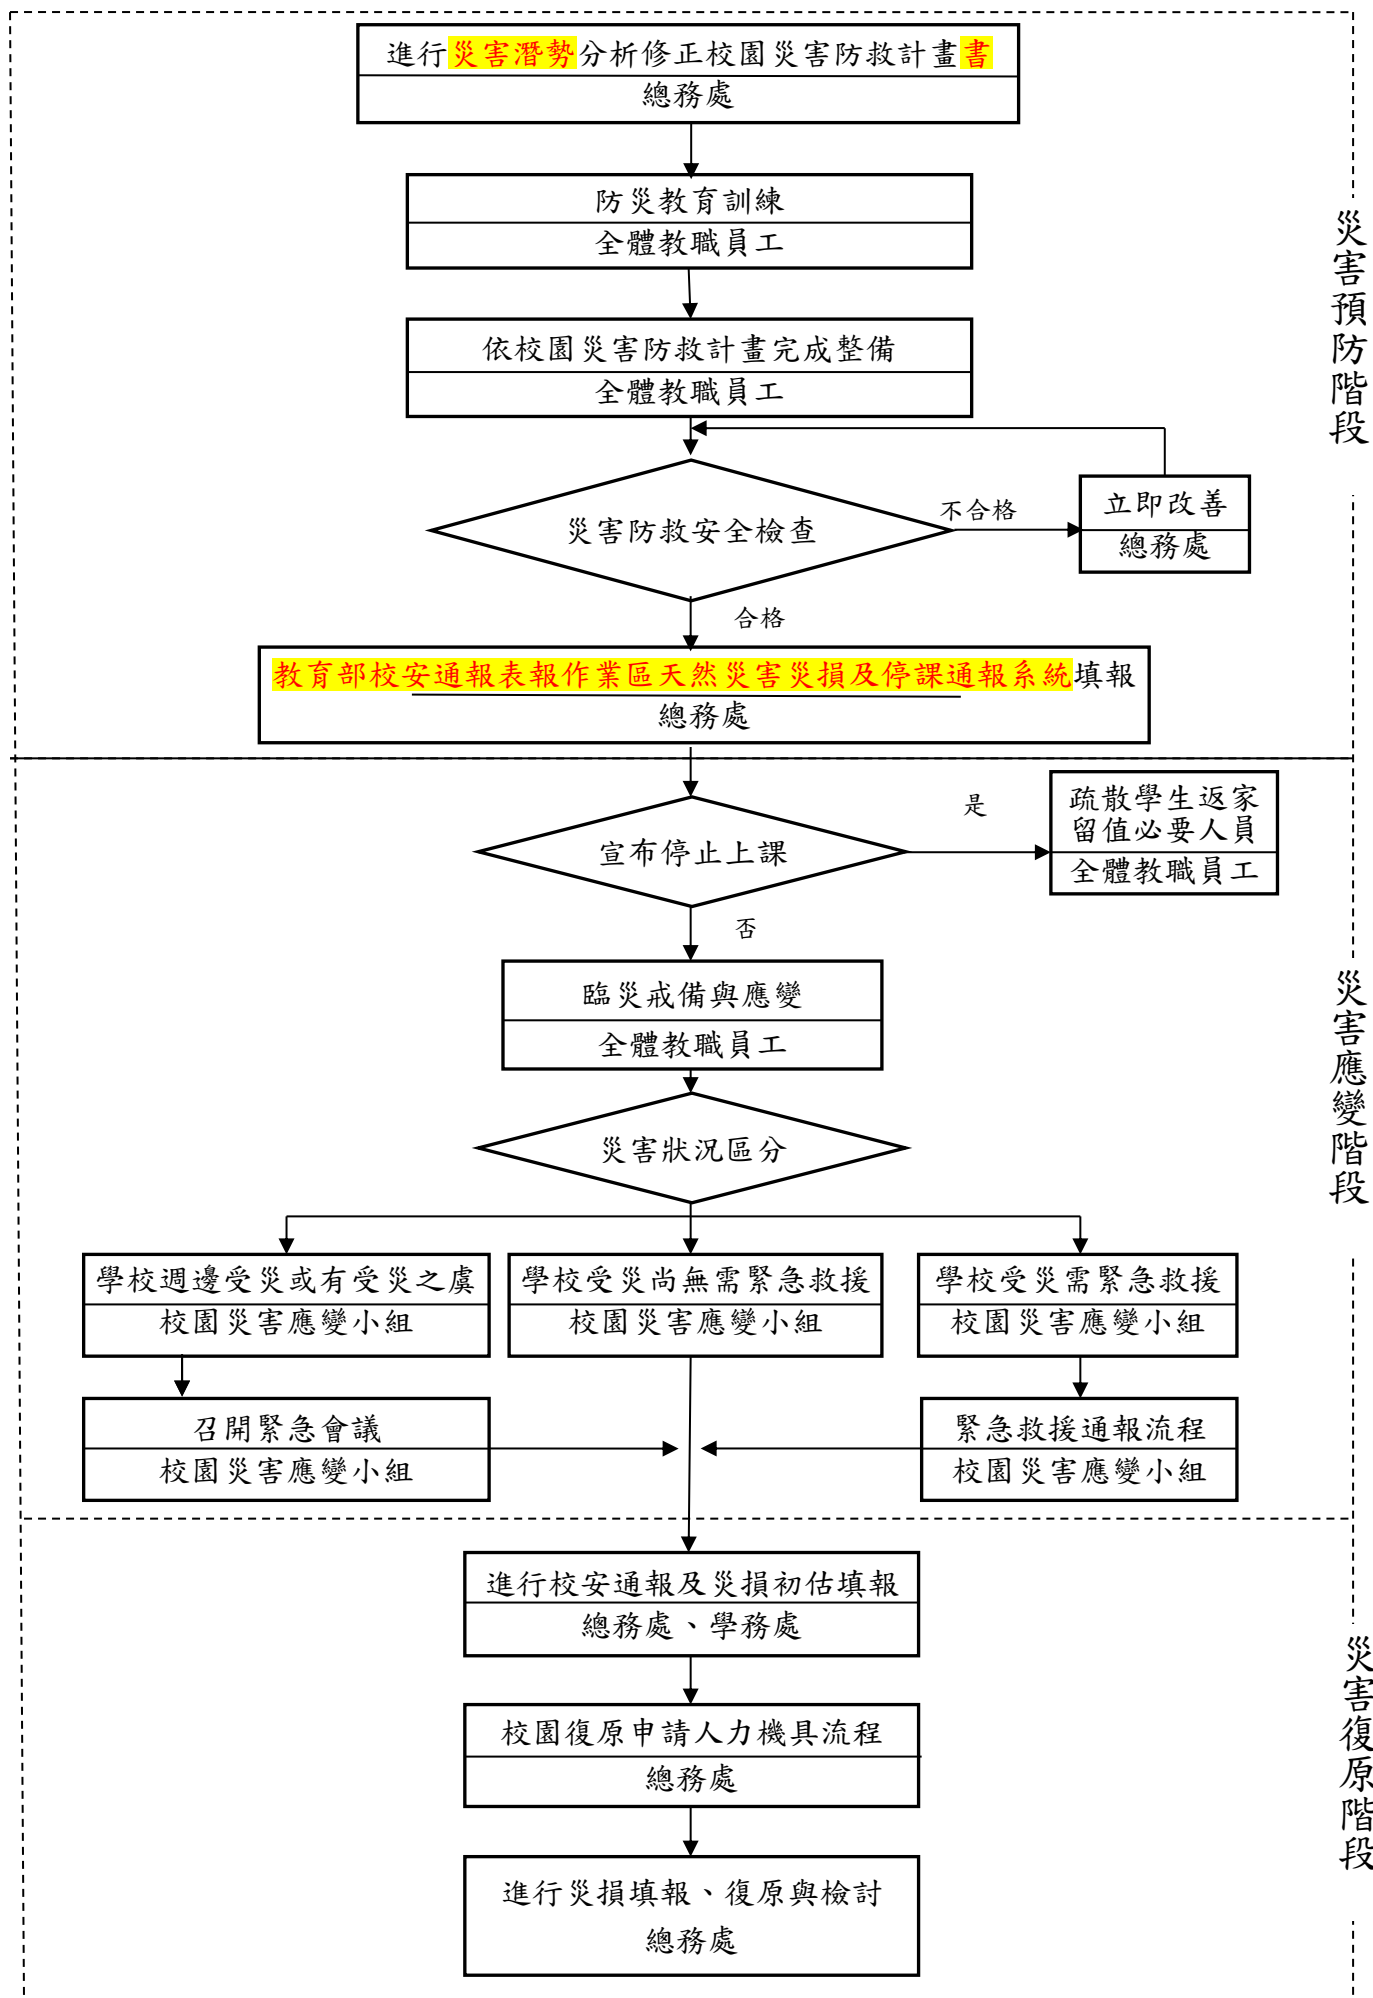 進行災害潛勢分析修正校園災害防救計畫書
總務處
防災教育訓練
全體教職員工
依校園災害防救計畫完成整備
全體教職員工
災害預防階段
災害防救安全檢查
不合格
立即改善
總務處
合格
教育部校安通報表報作業區天然災害災損及停課通報系統填報
總務處
宣布停止上課
是
疏散學生返家
留值必要人員
全體教職員工
否
臨災戒備與應變
全體教職員工
災害應變階段
災害狀況區分
學校週邊受災或有受災之虞
校園災害應變小組
學校受災尚無需緊急救援
校園災害應變小組
學校受災需緊急救援
校園災害應變小組
召開緊急會議
校園災害應變小組
緊急救援通報流程
校園災害應變小組
進行校安通報及災損初估填報
總務處、學務處
校園復原申請人力機具流程
總務處
災害復原階段
進行災損填報、復原與檢討
總務處